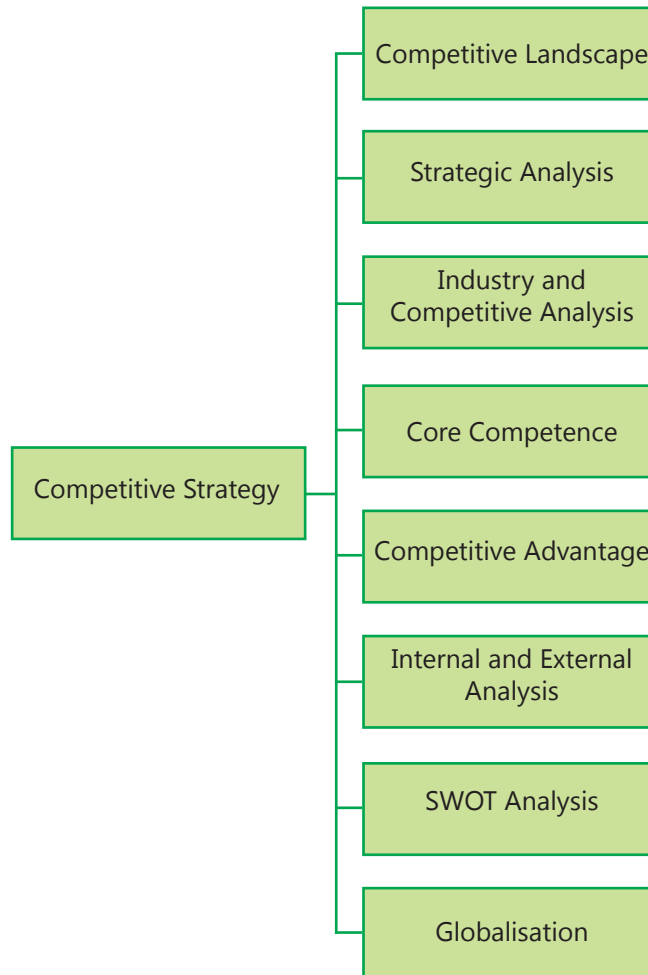 Competitive Landscape
Strategic Analysis
Industry and
Competitive Analysis
Core Competence
Competitive Strategy
Competitive Advantage
Internal and External
Analysis
SWOT Analysis
Globalisation